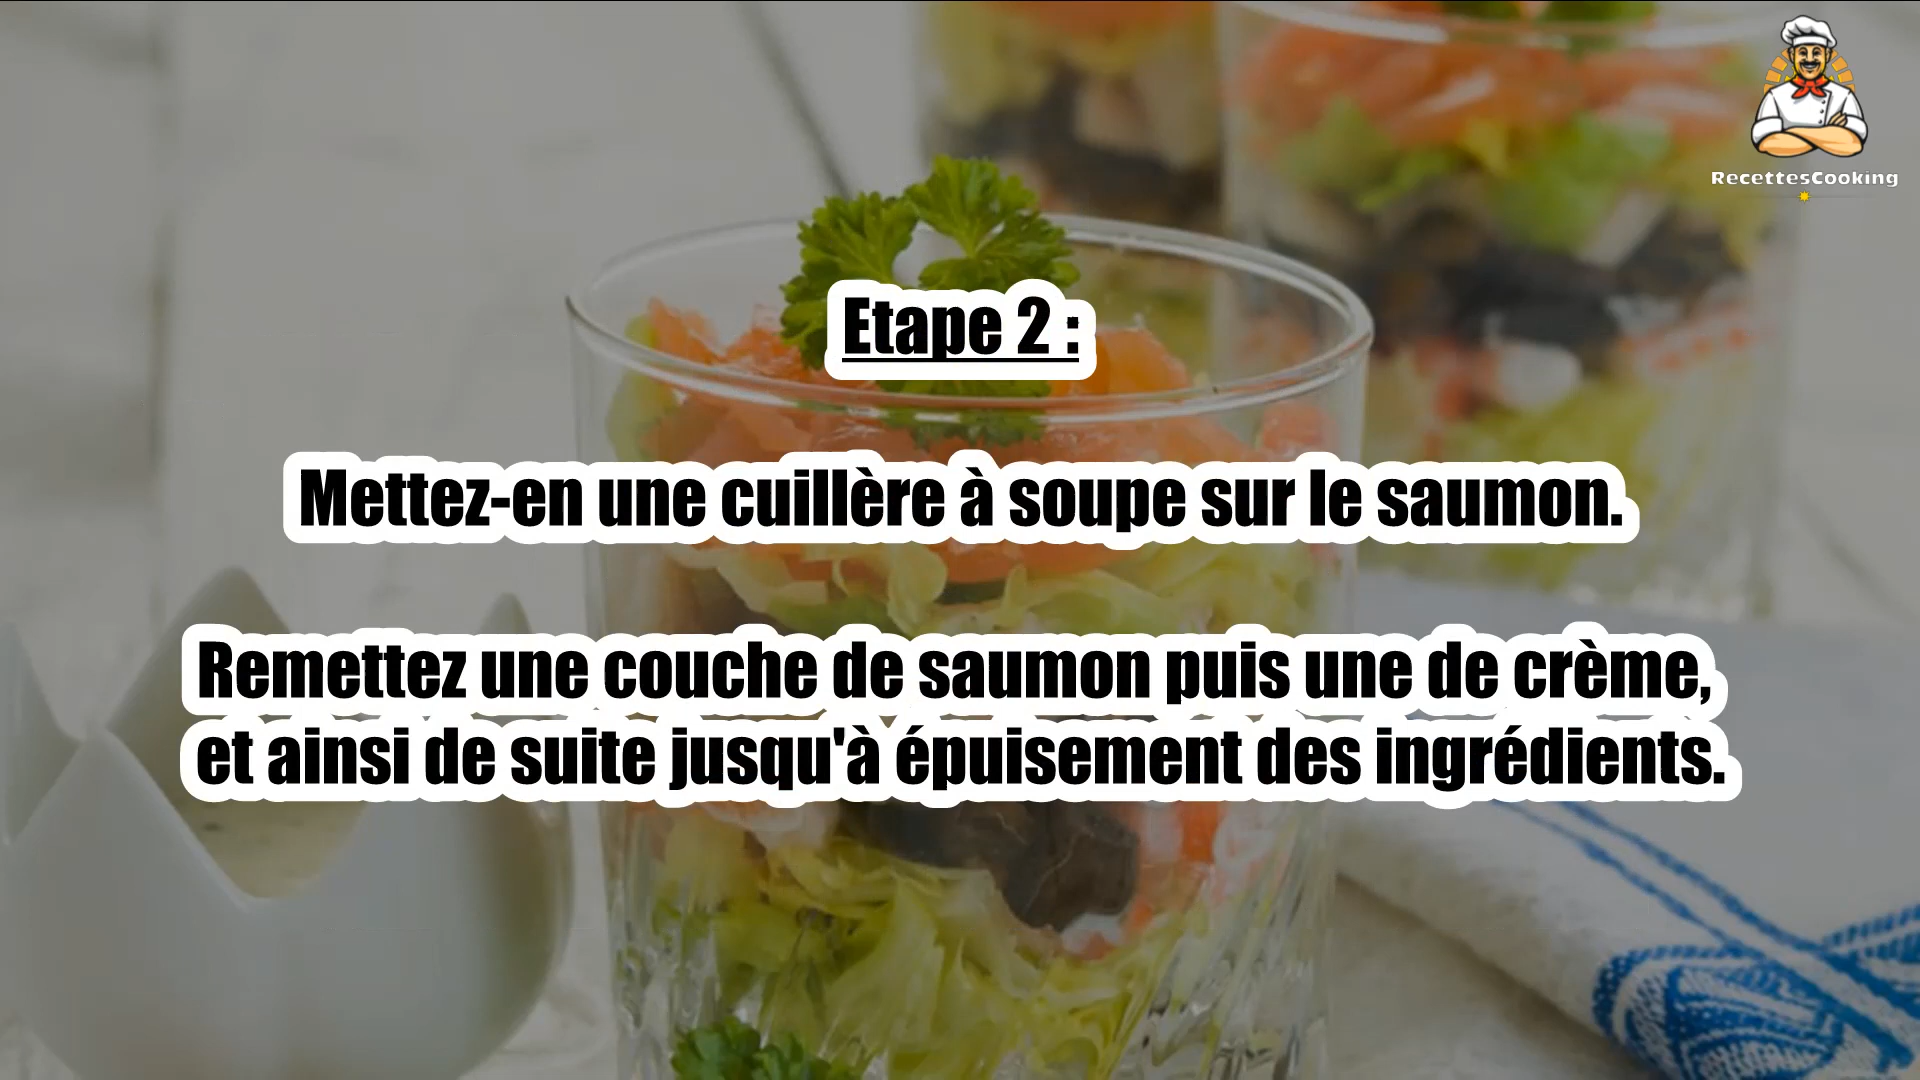 RecettesCooking
Etape 2 :
Mettez-en une cuillère à soupe sur le saumon.
Remettez une couche de saumon puis une de crème,
et ainsi de suite jusqu'à épuisement des ingrédients.